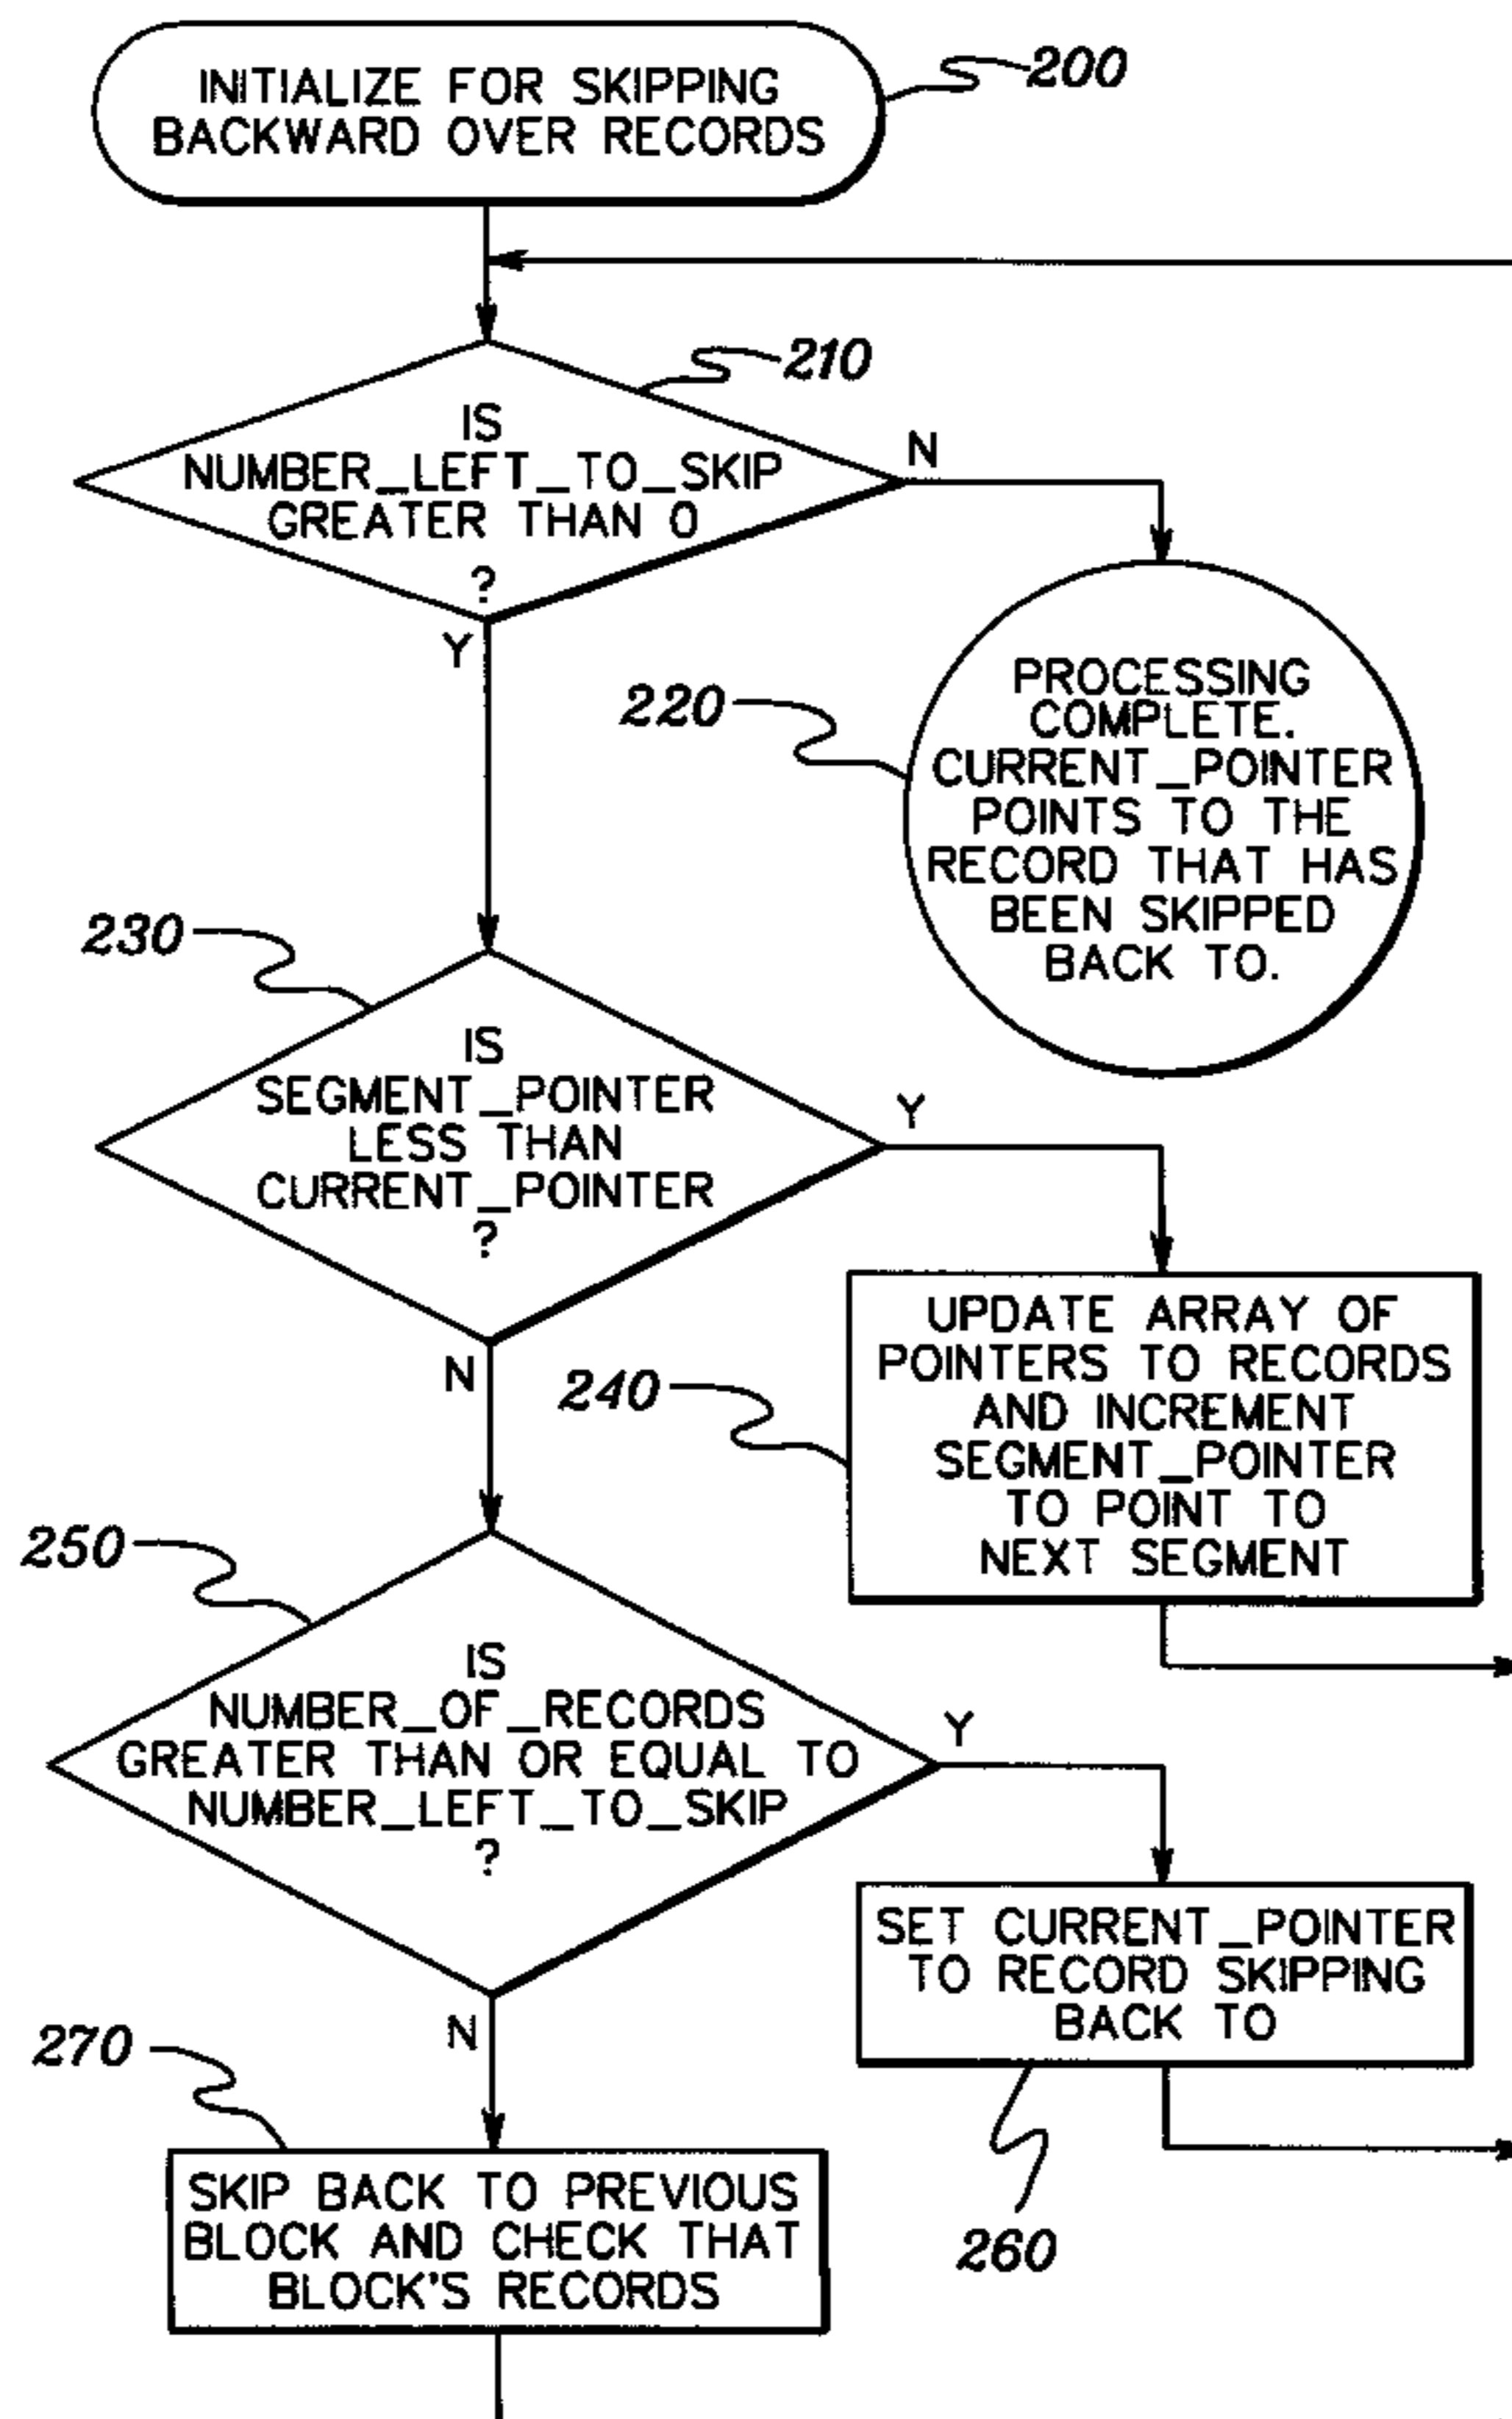 INITIALIZE FOR SKIPPING
BACKWARD OVER RECORDS
200
210
IS
NUMBER_LEFT_TO_SKIP
GREATER THAN 0
?
N
Y
220
PROCESSING
COMPLETE.
CURRENT_POINTER
POINTS TO THE
RECORD THAT HAS
BEEN SKIPPED
BACK TO.
230
IS
SEGMENT_POINTER
LESS THAN
CURRENT_POINTER
?
Y
N
240
UPDATE ARRAY OF
POINTERS TO RECORDS
AND INCREMENT
SEGMENT_POINTER
TO POINT TO
NEXT SEGMENT
250
IS
NUMBER_OF_RECORDS
GREATER THAN OR EQUAL TO
NUMBER_LEFT_TO_SKIP
?
Y
N
SET CURRENT_POINTER
TO RECORD SKIPPING
BACK TO
260
270
SKIP BACK TO PREVIOUS
BLOCK AND CHECK THAT
BLOCK'S RECORDS